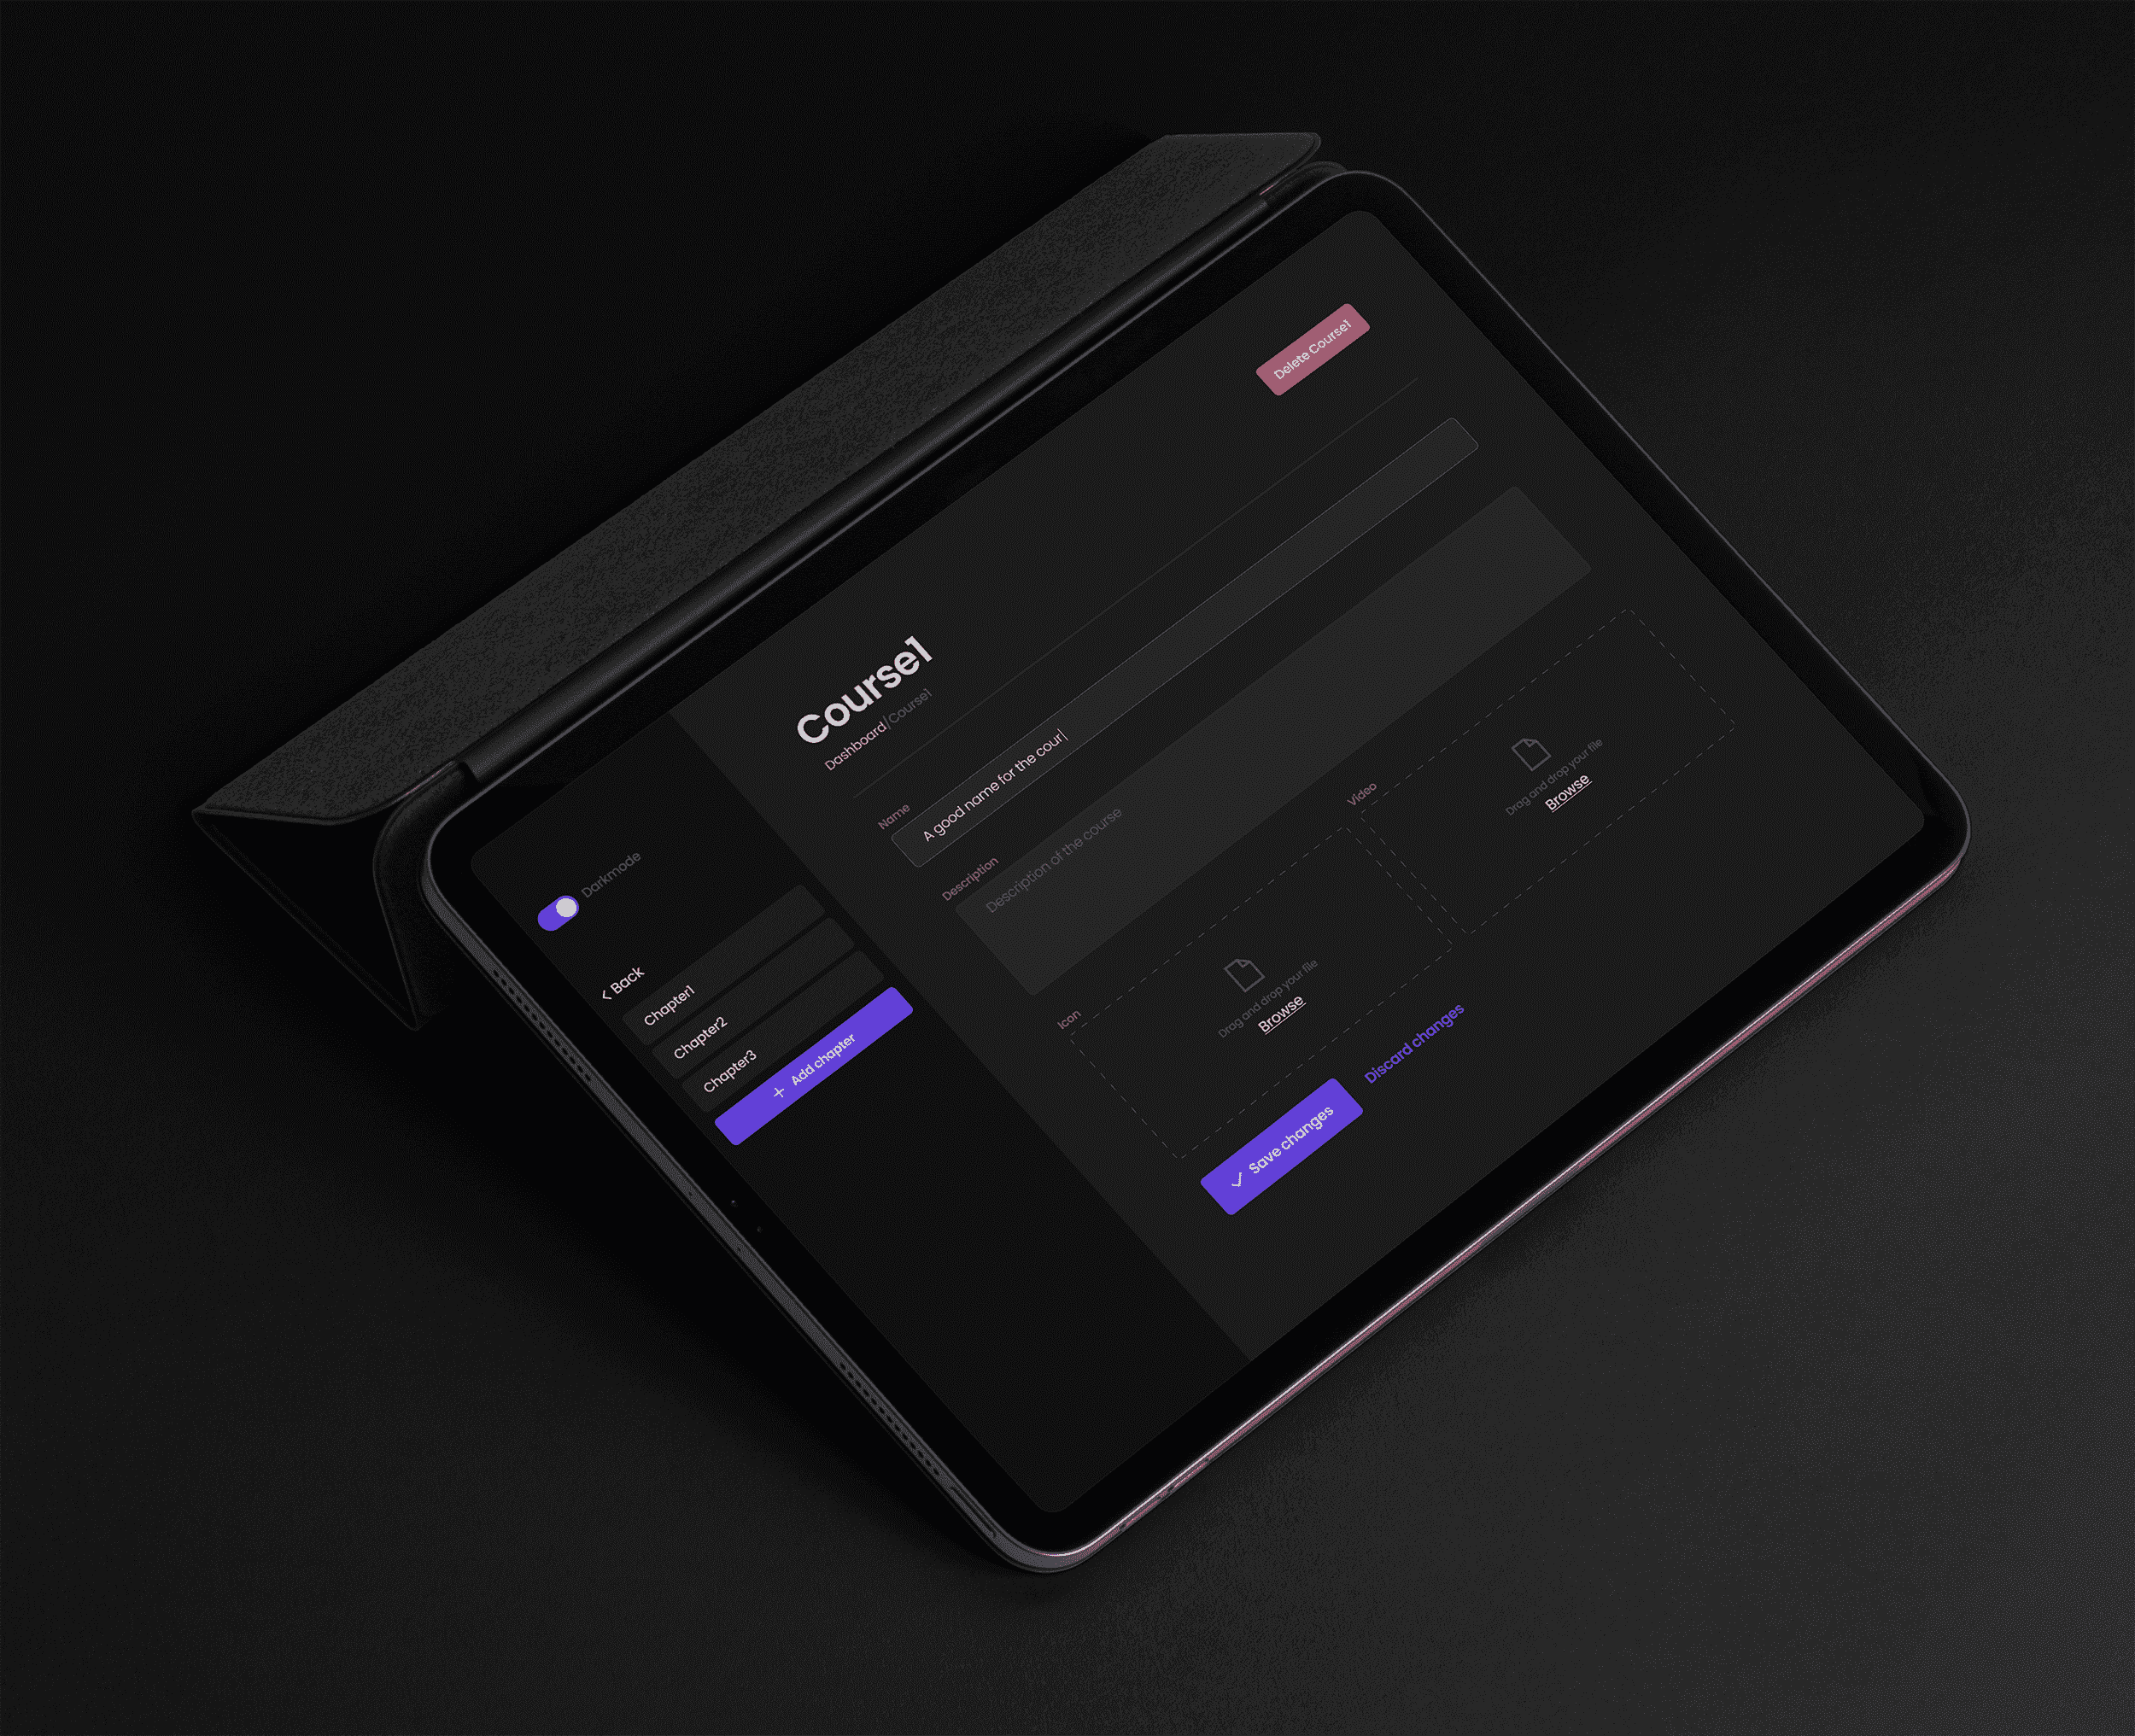 Darkmode
Back
Chapter1
Chapter2
Chapter3
Add chapter
Course1
Dashboard/Course1
Delete Course1
Name
A good name for the cour
Description
Description of the course
Icon
Drag and drop your file
Browse
Video
Drag and drop your file
Browse
Save changes
Discard changes